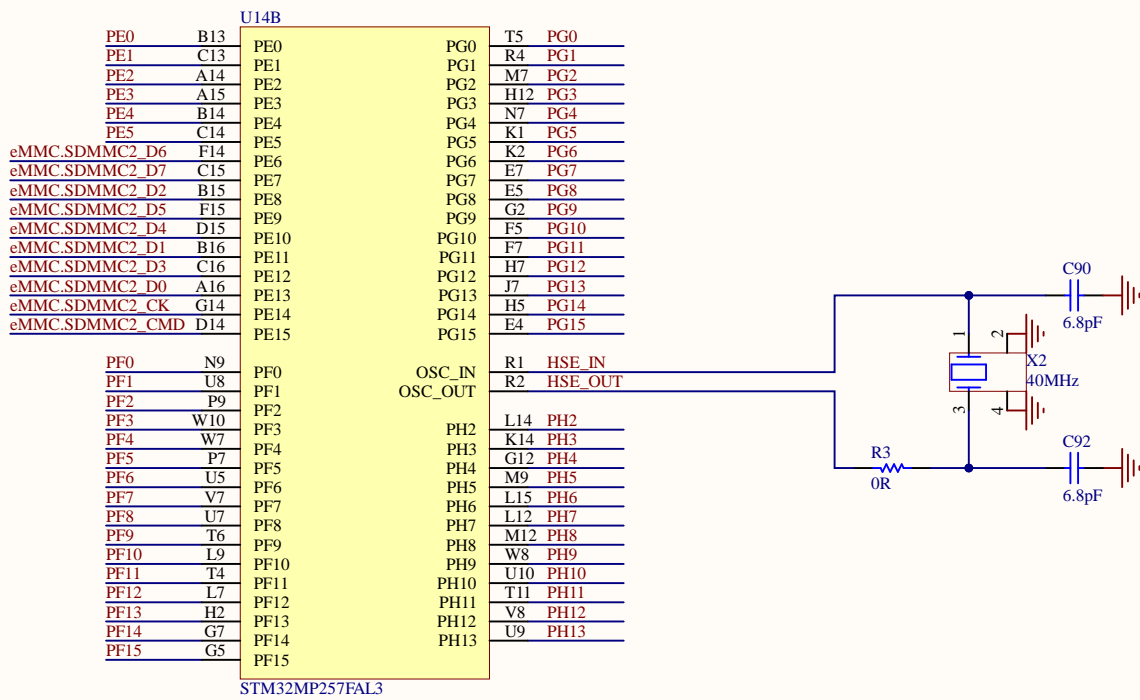 U14B
PE0 B13 PE0 PG0 T5 PG0
PE1 C13 PE1 PG1 R4 PG1
PE2 A14 PE2 PG2 M7 PG2
PE3 A15 PE3 PG3 H12 PG3
PE4 B14 PE4 PG4 N7 PG4
PE5 C14 PE5 PG5 K1 PG5
eMMC.SDMMC2_D6 F14 PE6 PG6 K2 PG6
eMMC.SDMMC2_D7 C15 PE7 PG7 E7 PG7
eMMC.SDMMC2_D2 B15 PE8 PG8 E5 PG8
eMMC.SDMMC2_D5 F15 PE9 PG9 G2 PG9
eMMC.SDMMC2_D4 D15 PE10 PG10 F5 PG10
eMMC.SDMMC2_D1 B16 PE11 PG11 F7 PG11
eMMC.SDMMC2_D3 C16 PE12 PG12 H7 PG12
eMMC.SDMMC2_D0 A16 PE13 PG13 J7 PG13
eMMC.SDMMC2_CK G14 PE14 PG14 H5 PG14
eMMC.SDMMC2_CMD D14 PE15 PG15 E4 PG15
PF0 N9 PF0 OSC_IN R1 HSE_IN
PF1 U8 PF1 OSC_OUT R2 HSE_OUT
PF2 P9 PF2
PF3 W10 PF3 PH2 L14 PH2
PF4 W7 PF4 PH3 K14 PH3
PF5 P7 PF5 PH4 G12 PH4
PF6 U5 PF6 PH5 M9 PH5
PF7 V7 PF7 PH6 L15 PH6
PF8 U7 PF8 PH7 L12 PH7
PF9 T6 PF9 PH8 M12 PH8
PF10 L9 PF10 PH9 W8 PH9
PF11 T4 PF11 PH10 U10 PH10
PF12 L7 PF12 PH11 T11 PH11
PF13 H2 PF13 PH12 V8 PH12
PF14 G7 PF14 PH13 U9 PH13
PF15 G5 PF15
STM32MP257FAL3
C90
6.8pF
1 2
X2
40MHz
3 4
R3
0R
C92
6.8pF